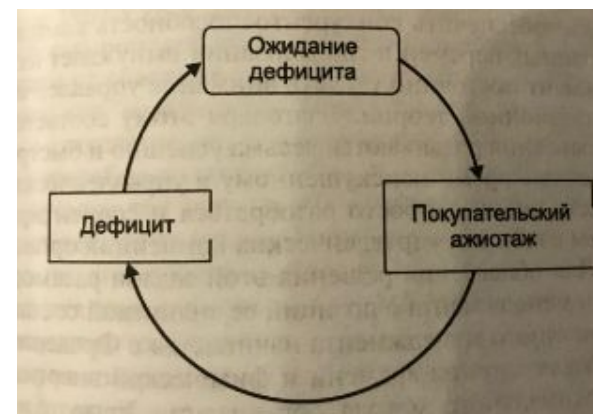 Ожидание
дефицита
Дефицит
Покупательский
ажиотаж